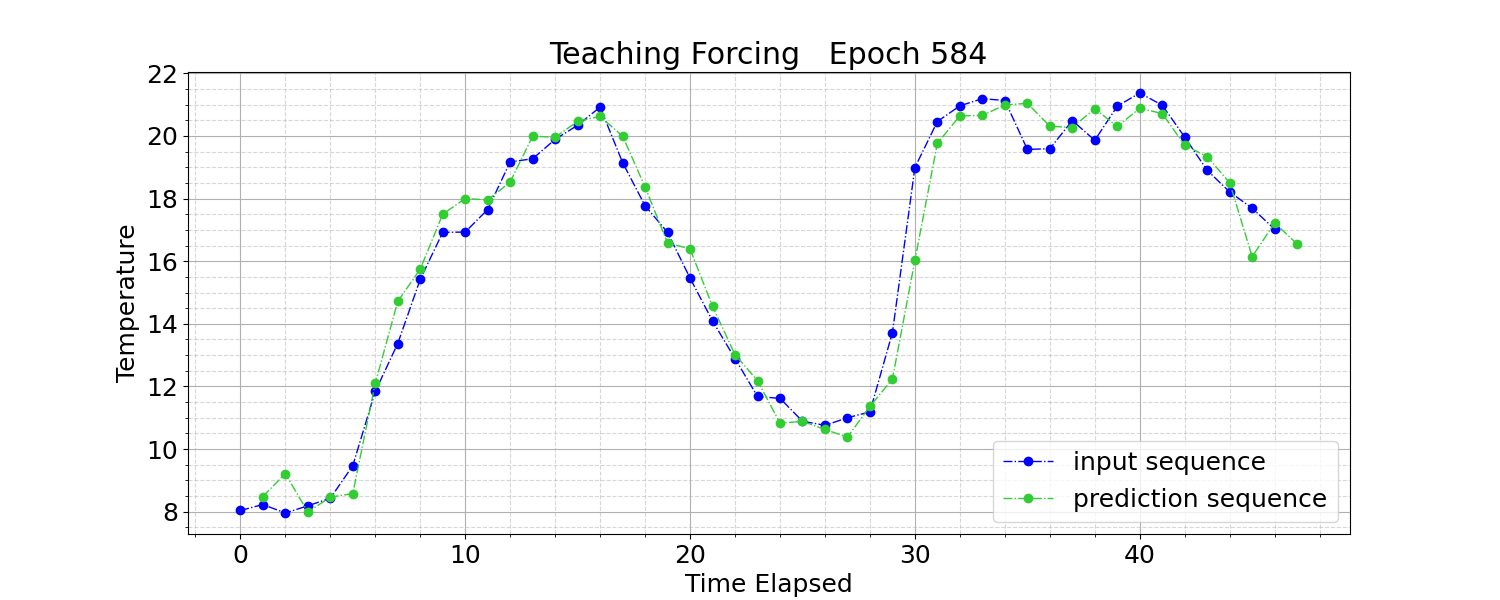 Teaching Forcing   Epoch 584
22
20
18
16
14
12
10
8
Temperature
0 10 20 30 40
Time Elapsed
input sequence
prediction sequence